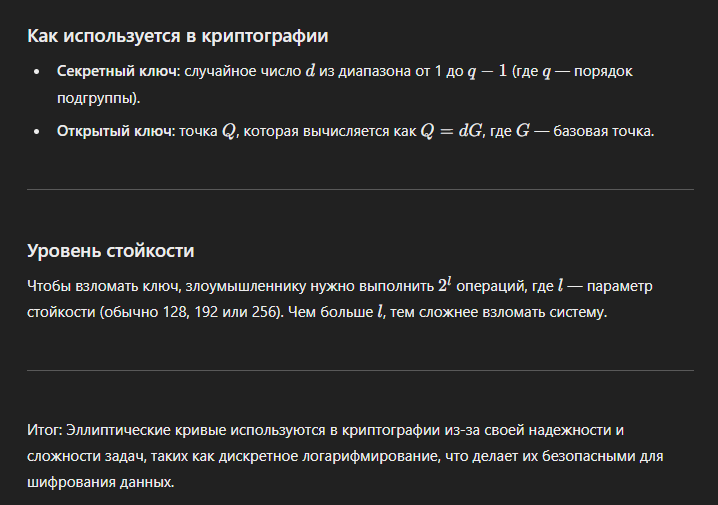 Как используется в криптографии
• Секретный ключ: случайное число d из диапазона от 1 до q − 1 (где q — порядок
подгруппы).
• Открытый ключ: точка Q, которая вычисляется как Q = dG, где G — базовая точка.
Уровень стойкости
Чтобы взломать ключ, злоумышленнику нужно выполнить 2^l операций, где l — параметр
стойкости (обычно 128, 192 или 256). Чем больше l, тем сложнее взломать систему.
Итог: Эллиптические кривые используются в криптографии из-за своей надежности и
сложности задач, таких как дискретное логарифмирование, что делает их безопасными для
шифрования данных.